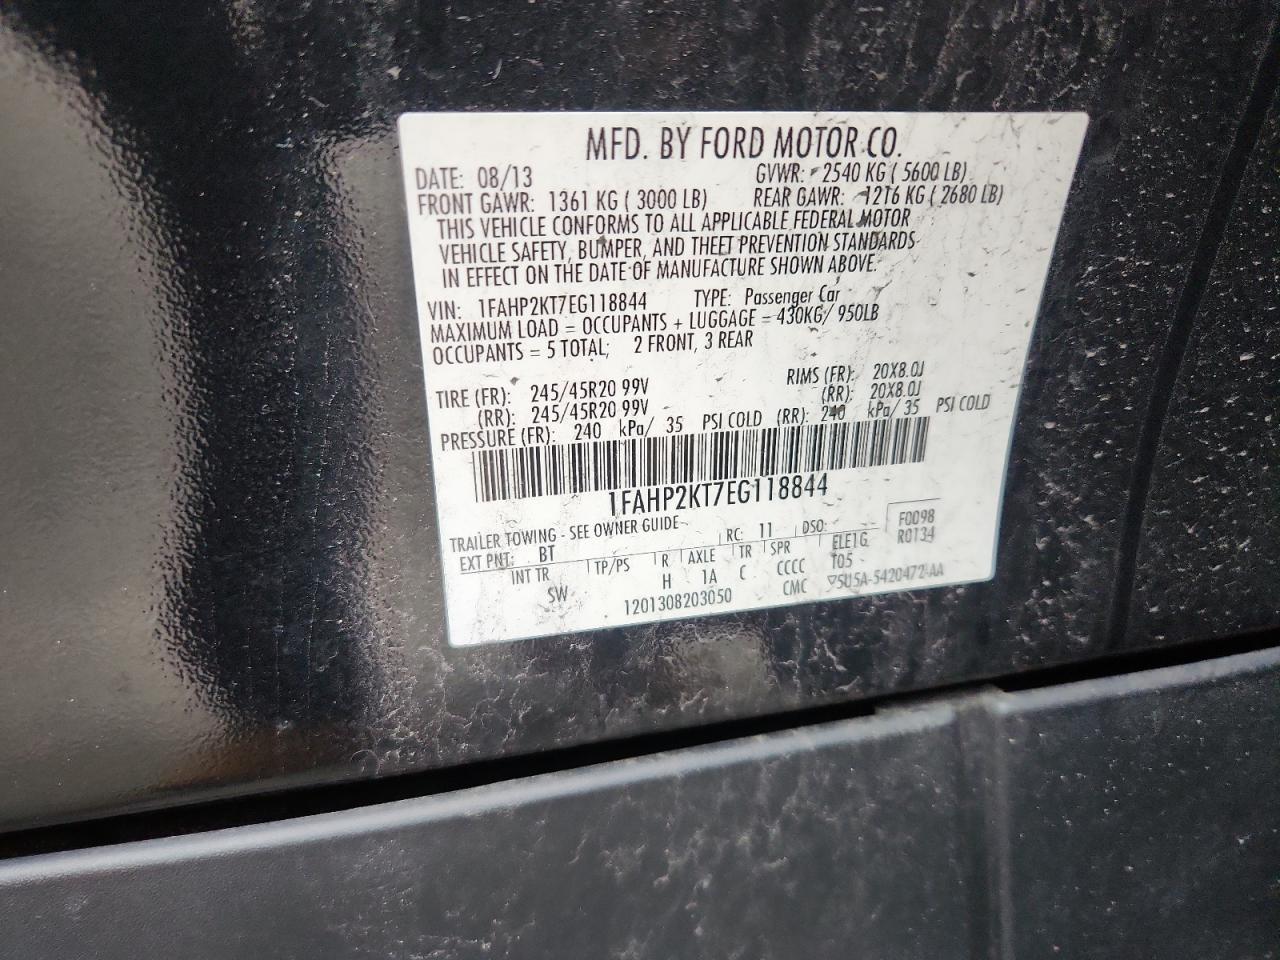 MFD. BY FORD MOTOR CO.
DATE: 08/13 GVWR: 2540 KG ( 5600 LB)
FRONT GAWR: 1361 KG ( 3000 LB) REAR GAWR: 1216 KG ( 2680 LB)
THIS VEHICLE CONFORMS TO ALL APPLICABLE FEDERAL MOTOR
VEHICLE SAFETY, BUMPER, AND THEFT PREVENTION STANDARDS
IN EFFECT ON THE DATE OF MANUFACTURE SHOWN ABOVE.
VIN: 1FAHP2KT7EG118844 TYPE: Passenger Car
MAXIMUM LOAD = OCCUPANTS + LUGGAGE = 430KG/ 950LB
OCCUPANTS = 5 TOTAL; 2 FRONT, 3 REAR
TIRE (FR): 245/45R20 99V RIMS (FR): 20X8.0J
(RR): 245/45R20 99V (RR): 20X8.0J
PRESSURE (FR): 240 kPa/ 35 PSI COLD (RR): 240 kPa/ 35 PSI COLD
1FAHP2KT7EG118844
TRAILER TOWING - SEE OWNER GUIDE
EXT PNT: BT RC: 11 DSO: F0098
INT TR TP/PS R AXLE TR SPR ELE1G R0134
SW H 1A C CCCC T05
1201308203050 CMC 5U5A-5420472-AA